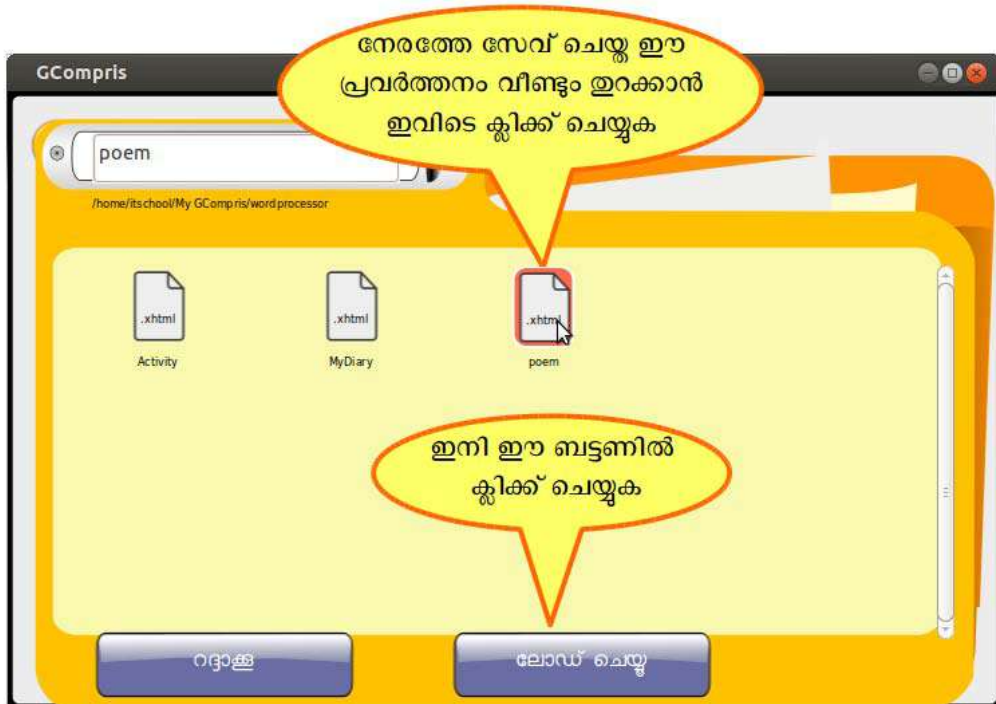 നേരത്തേ സേവ് ചെയ്ത ഈ
പ്രവർത്തനം വീണ്ടും തുറക്കാൻ
ഇവിടെ ക്ലിക്ക് ചെയ്യുക
GCompris
poem
/home/itschool/My GCompris/wordprocessor
.xhtml
.xhtml
.xhtml
Activity
MyDiary
poem
ഇനി ഈ ബട്ടണിൽ
ക്ലിക്ക് ചെയ്യുക
റദ്ദാക്കൂ
ലോഡ് ചെയ്യൂ